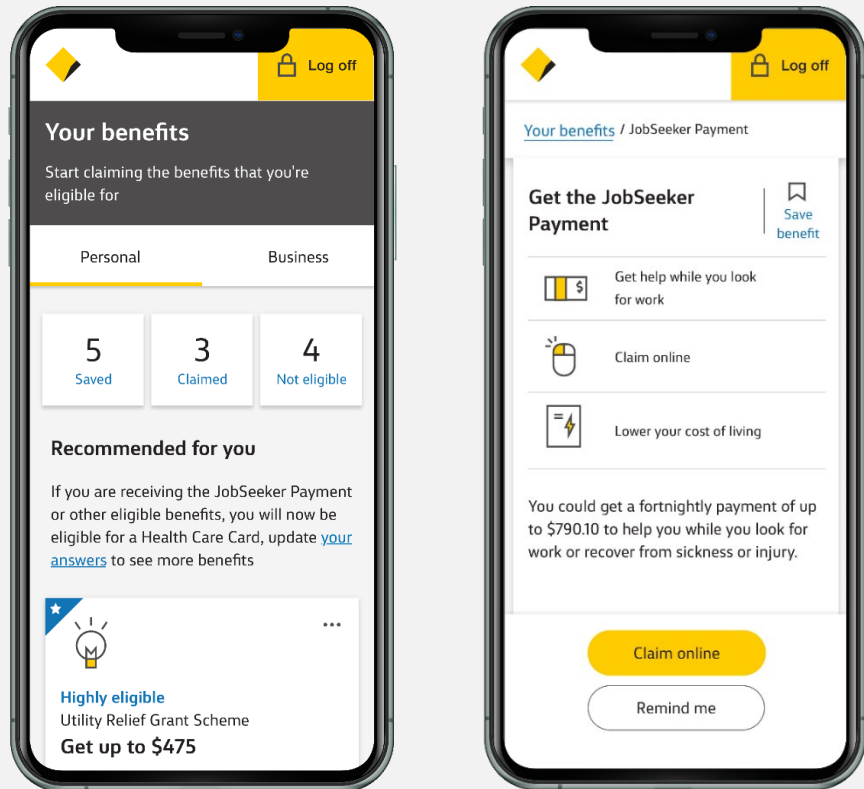 Log off
Your benefits
Start claiming the benefits that you're
eligible for
Personal
Business
5
Saved
3
Claimed
4
Not eligible
Recommended for you
If you are receiving the JobSeeker Payment
or other eligible benefits, you will now be
eligible for a Health Care Card, update your
answers to see more benefits
Highly eligible
Utility Relief Grant Scheme
Get up to $475
Log off
Your benefits / JobSeeker Payment
Get the JobSeeker
Payment
Save
benefit
$
Get help while you look
for work
Claim online
Lower your cost of living
You could get a fortnightly payment of up
to $790.10 to help you while you look for
work or recover from sickness or injury.
Claim online
Remind me